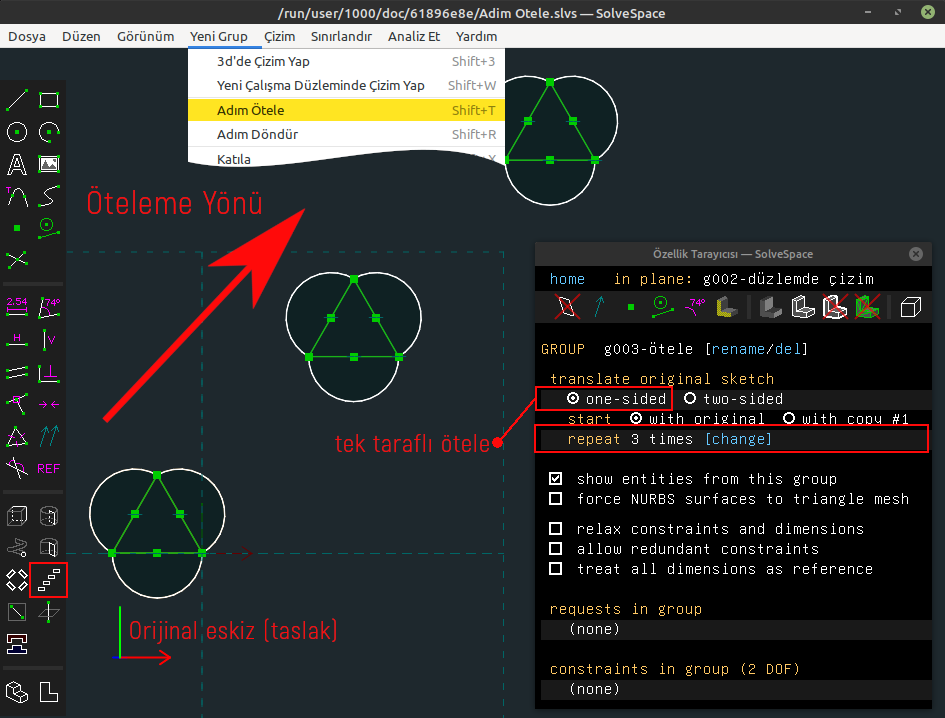 /run/user/1000/doc/61896e8e/Adim Otele.slvs — SolveSpace
Dosya Düzen Görünüm Yeni Grup Çizim Sınırlandır Analiz Et Yardım
3d'de Çizim Yap Shift+3
Yeni Çalışma Düzleminde Çizim Yap Shift+W
Adım Ötele Shift+T
Adım Döndür Shift+R
Katıla
Öteleme Yönü
2.54 74°
H V
REF
tek taraflı ötele
Orijinal eskiz (taslak)
Özellik Tarayıcısı — SolveSpace
home in plane: g002-düzlemde çizim
74°
GROUP g003-ötele [rename/del]
translate original sketch
one-sided two-sided
start with original with copy #1
repeat 3 times [change]
show entities from this group
force NURBS surfaces to triangle mesh
relax constraints and dimensions
allow redundant constraints
treat all dimensions as reference
requests in group
(none)
constraints in group (2 DOF)
(none)